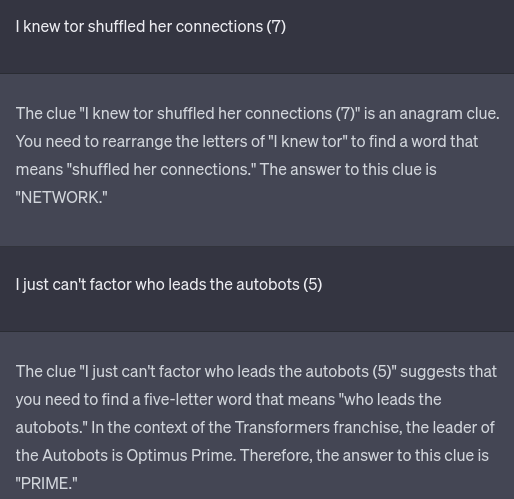 I knew tor shuffled her connections (7)
The clue "I knew tor shuffled her connections (7)" is an anagram clue.
You need to rearrange the letters of "I knew tor" to find a word that
means "shuffled her connections." The answer to this clue is
"NETWORK."
I just can't factor who leads the autobots (5)
The clue "I just can't factor who leads the autobots (5)" suggests that
you need to find a five-letter word that means "who leads the
autobots." In the context of the Transformers franchise, the leader of
the Autobots is Optimus Prime. Therefore, the answer to this clue is
"PRIME."